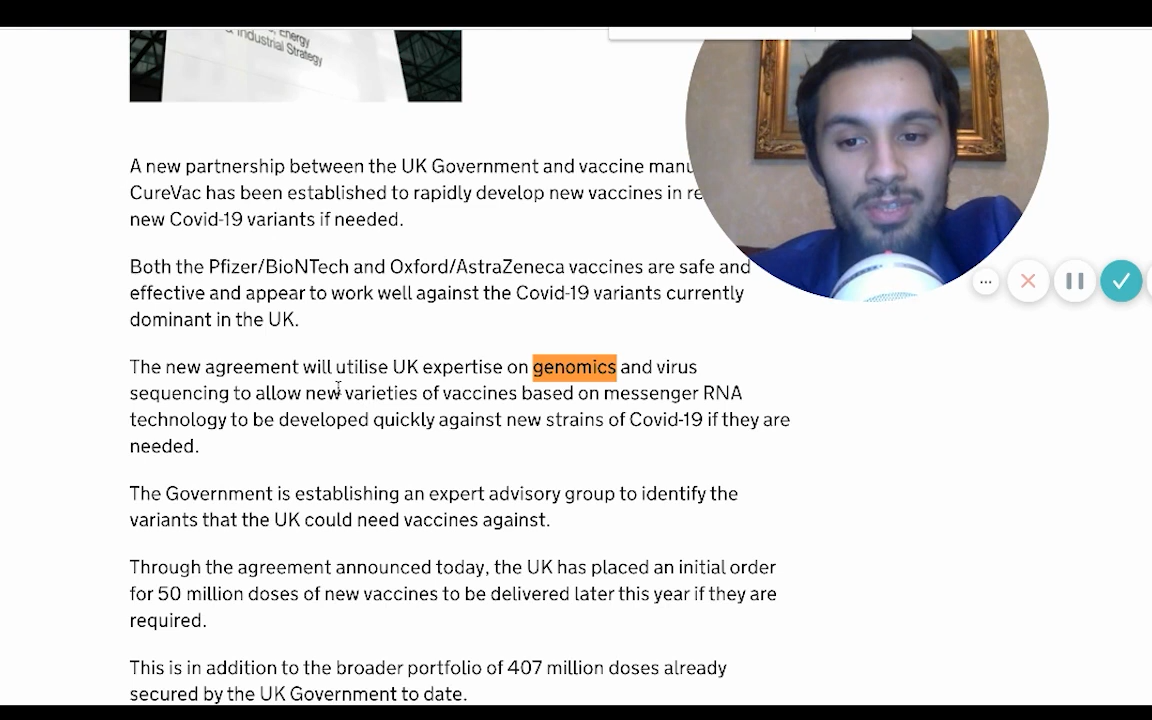 Energy
& Industrial Strategy
A new partnership between the UK Government and vaccine
CureVac has been established to rapidly develop new vaccines in
new Covid-19 variants if needed.
Both the Pfizer/BioNTech and Oxford/AstraZeneca vaccines are safe and
effective and appear to work well against the Covid-19 variants currently
dominant in the UK.
The new agreement will utilise UK expertise on genomics and virus
sequencing to allow new varieties of vaccines based on messenger RNA
technology to be developed quickly against new strains of Covid-19 if they are
needed.
The Government is establishing an expert advisory group to identify the
variants that the UK could need vaccines against.
Through the agreement announced today, the UK has placed an initial order
for 50 million doses of new vaccines to be delivered later this year if they are
required.
This is in addition to the broader portfolio of 407 million doses already
secured by the UK Government to date.